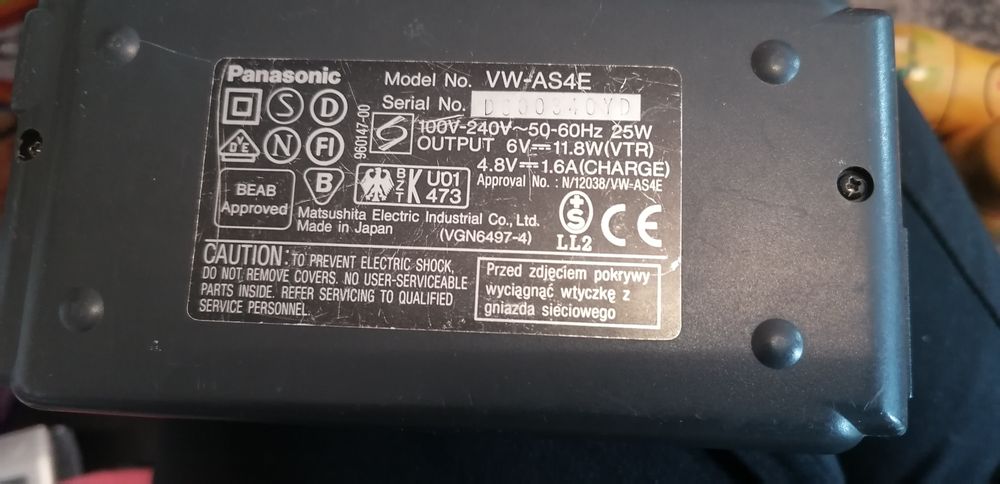 Panasonic
Model No. VW-AS4E
Serial No.
S D
D E N FI
960147-00
100V-240V~50-60Hz 25W
OUTPUT 6V⎓11.8W(VTR)
4.8V⎓1.6A(CHARGE)
Approval No. : N/12038/VW-AS4E
BEAB
Approved
B
BZT K U01
473
Matsushita Electric Industrial Co., Ltd.
Made in Japan
(VGN6497-4)
+S
LL2
CE
CAUTION: TO PREVENT ELECTRIC SHOCK,
DO NOT REMOVE COVERS. NO USER-SERVICEABLE
PARTS INSIDE. REFER SERVICING TO QUALIFIED
SERVICE PERSONNEL.
Przed zdjęciem pokrywy
wyciągnąć wtyczkę z
gniazda sieciowego